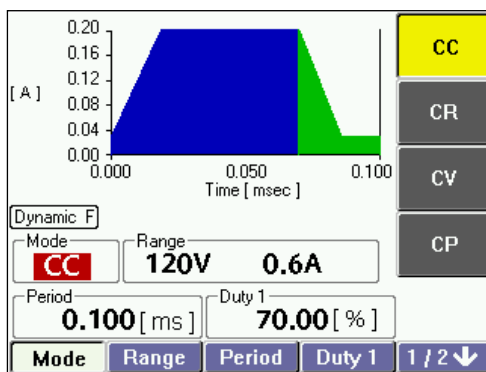 0.20
0.16
0.12
[ A ]
0.08
0.04
0.00
0.000 0.050 0.100
Time [ msec ]
CC
CR
CV
CP
Dynamic F
Mode
CC
Range
120V 0.6A
Period
0.100 [ ms ]
Duty 1
70.00 [ % ]
Mode Range Period Duty 1 1 / 2